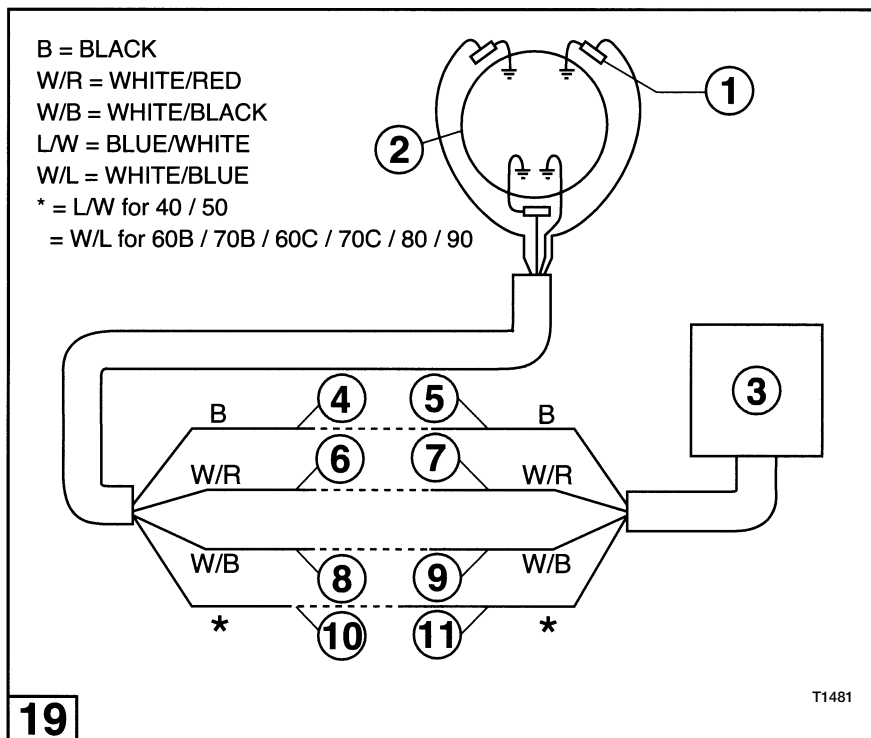 B = BLACK
W/R = WHITE/RED
W/B = WHITE/BLACK
L/W = BLUE/WHITE
W/L = WHITE/BLUE
* = L/W for 40 / 50
= W/L for 60B / 70B / 60C / 70C / 80 / 90
1
2
3
B 4 5 B
W/R 6 7 W/R
W/B 8 9 W/B
* 10 11 *
T1481
19